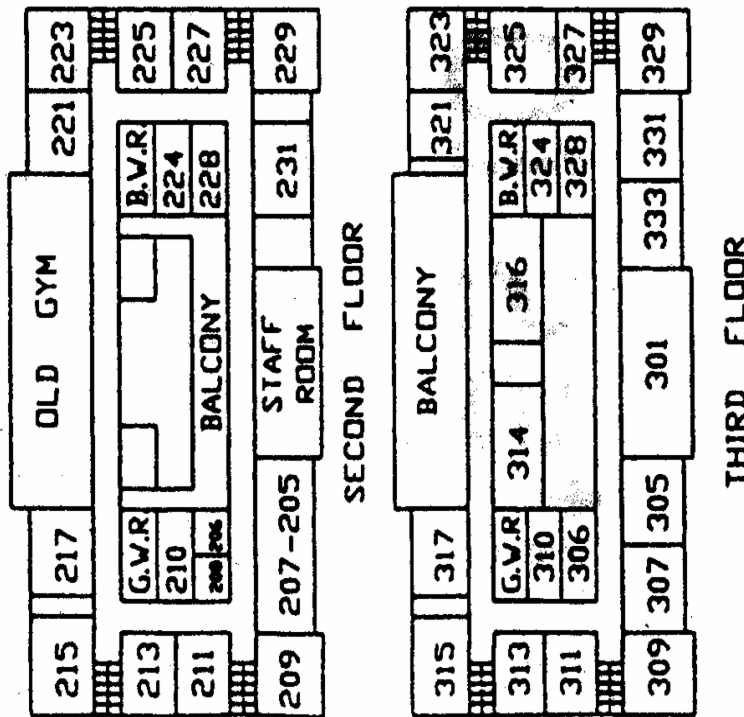 215 217 OLD GYM 221 223
213 G.W.R B.W.R. 225
210 224
211 206 BALCONY 228 227
209 207-205 STAFF ROOM 231 229
SECOND FLOOR
315 317 BALCONY 321 323
313 G.W.R B.W.R. 325
310 314 316 324
311 306 328 327
309 307 305 301 333 331 329
THIRD FLOOR